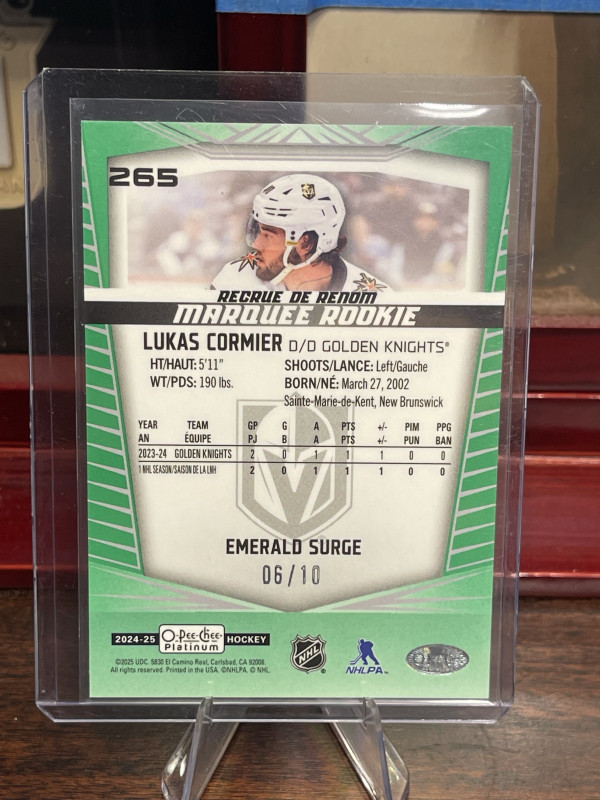 265
RECRUE DE RENOM
MARQUEE ROOKIE
LUKAS CORMIER D/D GOLDEN KNIGHTS®
HT/HAUT: 5'11" SHOOTS/LANCE: Left/Gauche
WT/PDS: 190 lbs. BORN/NÉ: March 27, 2002
Sainte-Marie-de-Kent, New Brunswick
YEAR TEAM GP G A PTS +/- PIM PPG
AN ÉQUIPE PJ B A PTS +/- PUN BAN
2023-24 GOLDEN KNIGHTS 2 0 1 1 1 0 0
1 NHL SEASON/SAISON DE LA LNH 2 0 1 1 1 0 0
EMERALD SURGE
06/10
2024-25 O-Pee-Chee Platinum HOCKEY
©2025 UDC. 5830 El Camino Real, Carlsbad, CA 92008.
All rights reserved. Printed in the USA. ©NHLPA. © NHL.
NHL
NHLPA